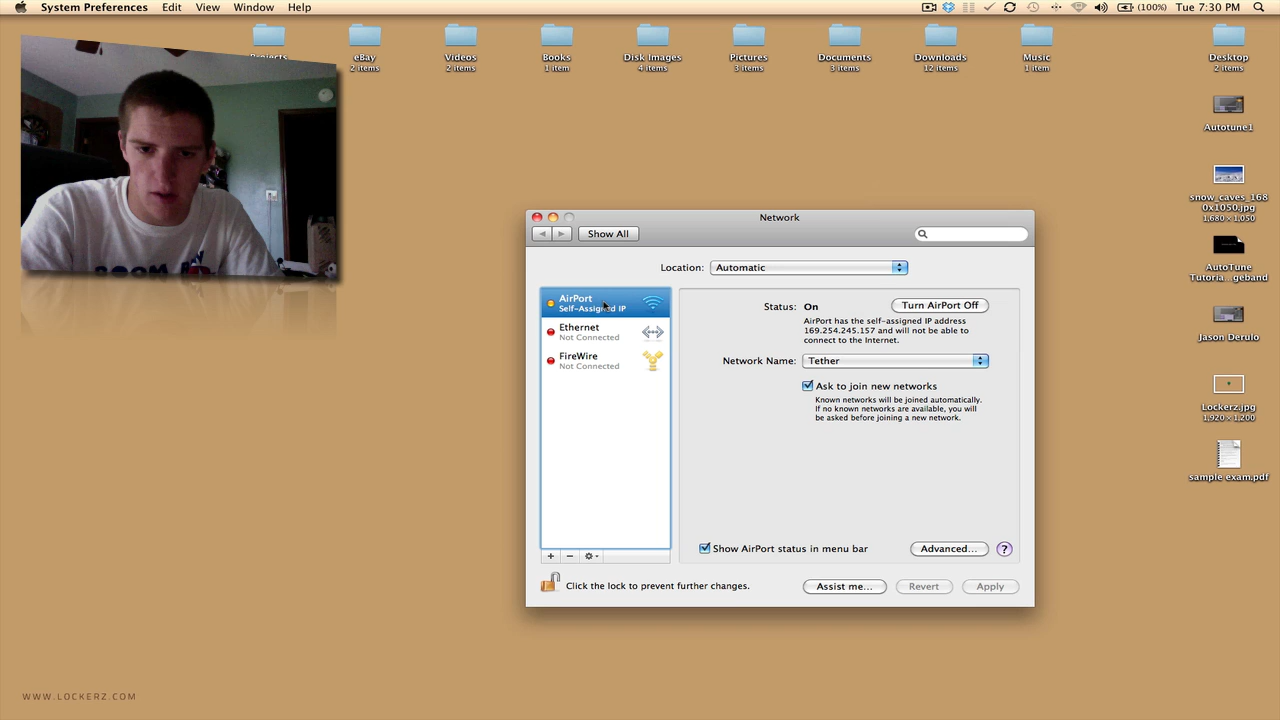 System Preferences Edit View Window Help
(100%) Tue 7:30 PM
Projects
eBay
2 items
Videos
2 items
Books
1 item
Disk Images
4 items
Pictures
3 items
Documents
3 items
Downloads
12 items
Music
1 item
Desktop
2 items
Autotune1
snow_caves_168
0x1050.jpg
1,680 × 1,050
AutoTune
Tutoria...geband
Jason Derulo
Lockerz.jpg
1,920 × 1,200
sample exam.pdf
BOOM
Network
Show All
Location: Automatic
AirPort
Self-Assigned IP
Ethernet
Not Connected
FireWire
Not Connected
Status: On
Turn AirPort Off
AirPort has the self-assigned IP address
169.254.245.157 and will not be able to
connect to the Internet.
Network Name: Tether
Ask to join new networks
Known networks will be joined automatically.
If no known networks are available, you will
be asked before joining a new network.
Show AirPort status in menu bar
Advanced... ?
Click the lock to prevent further changes.
Assist me... Revert Apply
WWW.LOCKERZ.COM